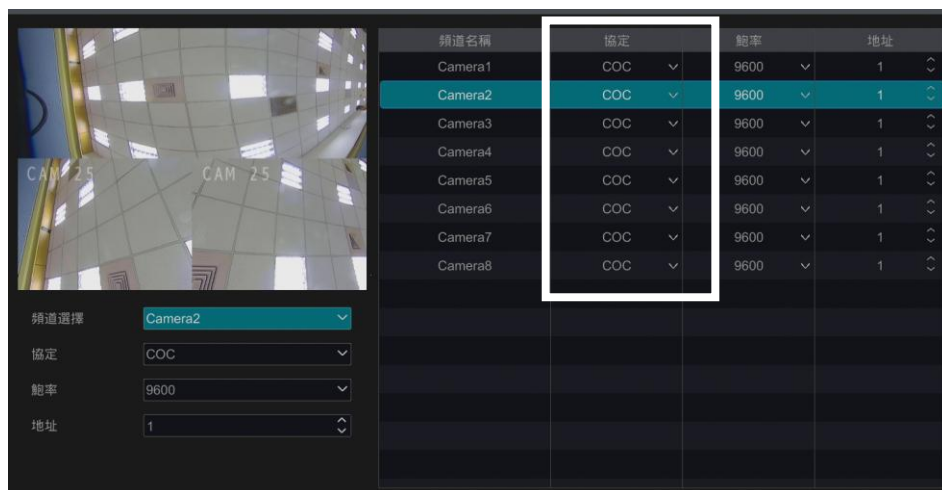 CAM 25 CAM 25
頻道選擇 Camera2
協定 COC
鮑率 9600
地址 1
頻道名稱 協定 鮑率 地址
Camera1 COC 9600 1
Camera2 COC 9600 1
Camera3 COC 9600 1
Camera4 COC 9600 1
Camera5 COC 9600 1
Camera6 COC 9600 1
Camera7 COC 9600 1
Camera8 COC 9600 1